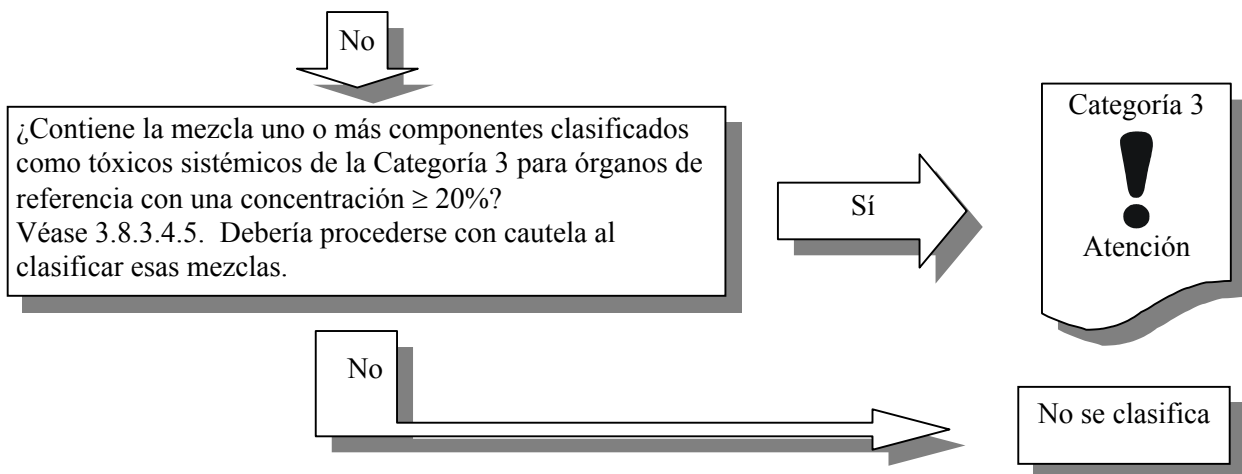 No
¿Contiene la mezcla uno o más componentes clasificados
como tóxicos sistémicos de la Categoría 3 para órganos de
referencia con una concentración ≥ 20%?
Véase 3.8.3.4.5. Debería procederse con cautela al
clasificar esas mezclas.
Sí
Categoría 3
!
Atención
No
No se clasifica